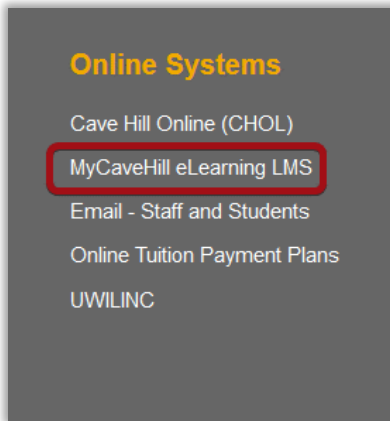 Online Systems
Cave Hill Online (CHOL)
MyCaveHill eLearning LMS
Email - Staff and Students
Online Tuition Payment Plans
UWILINC